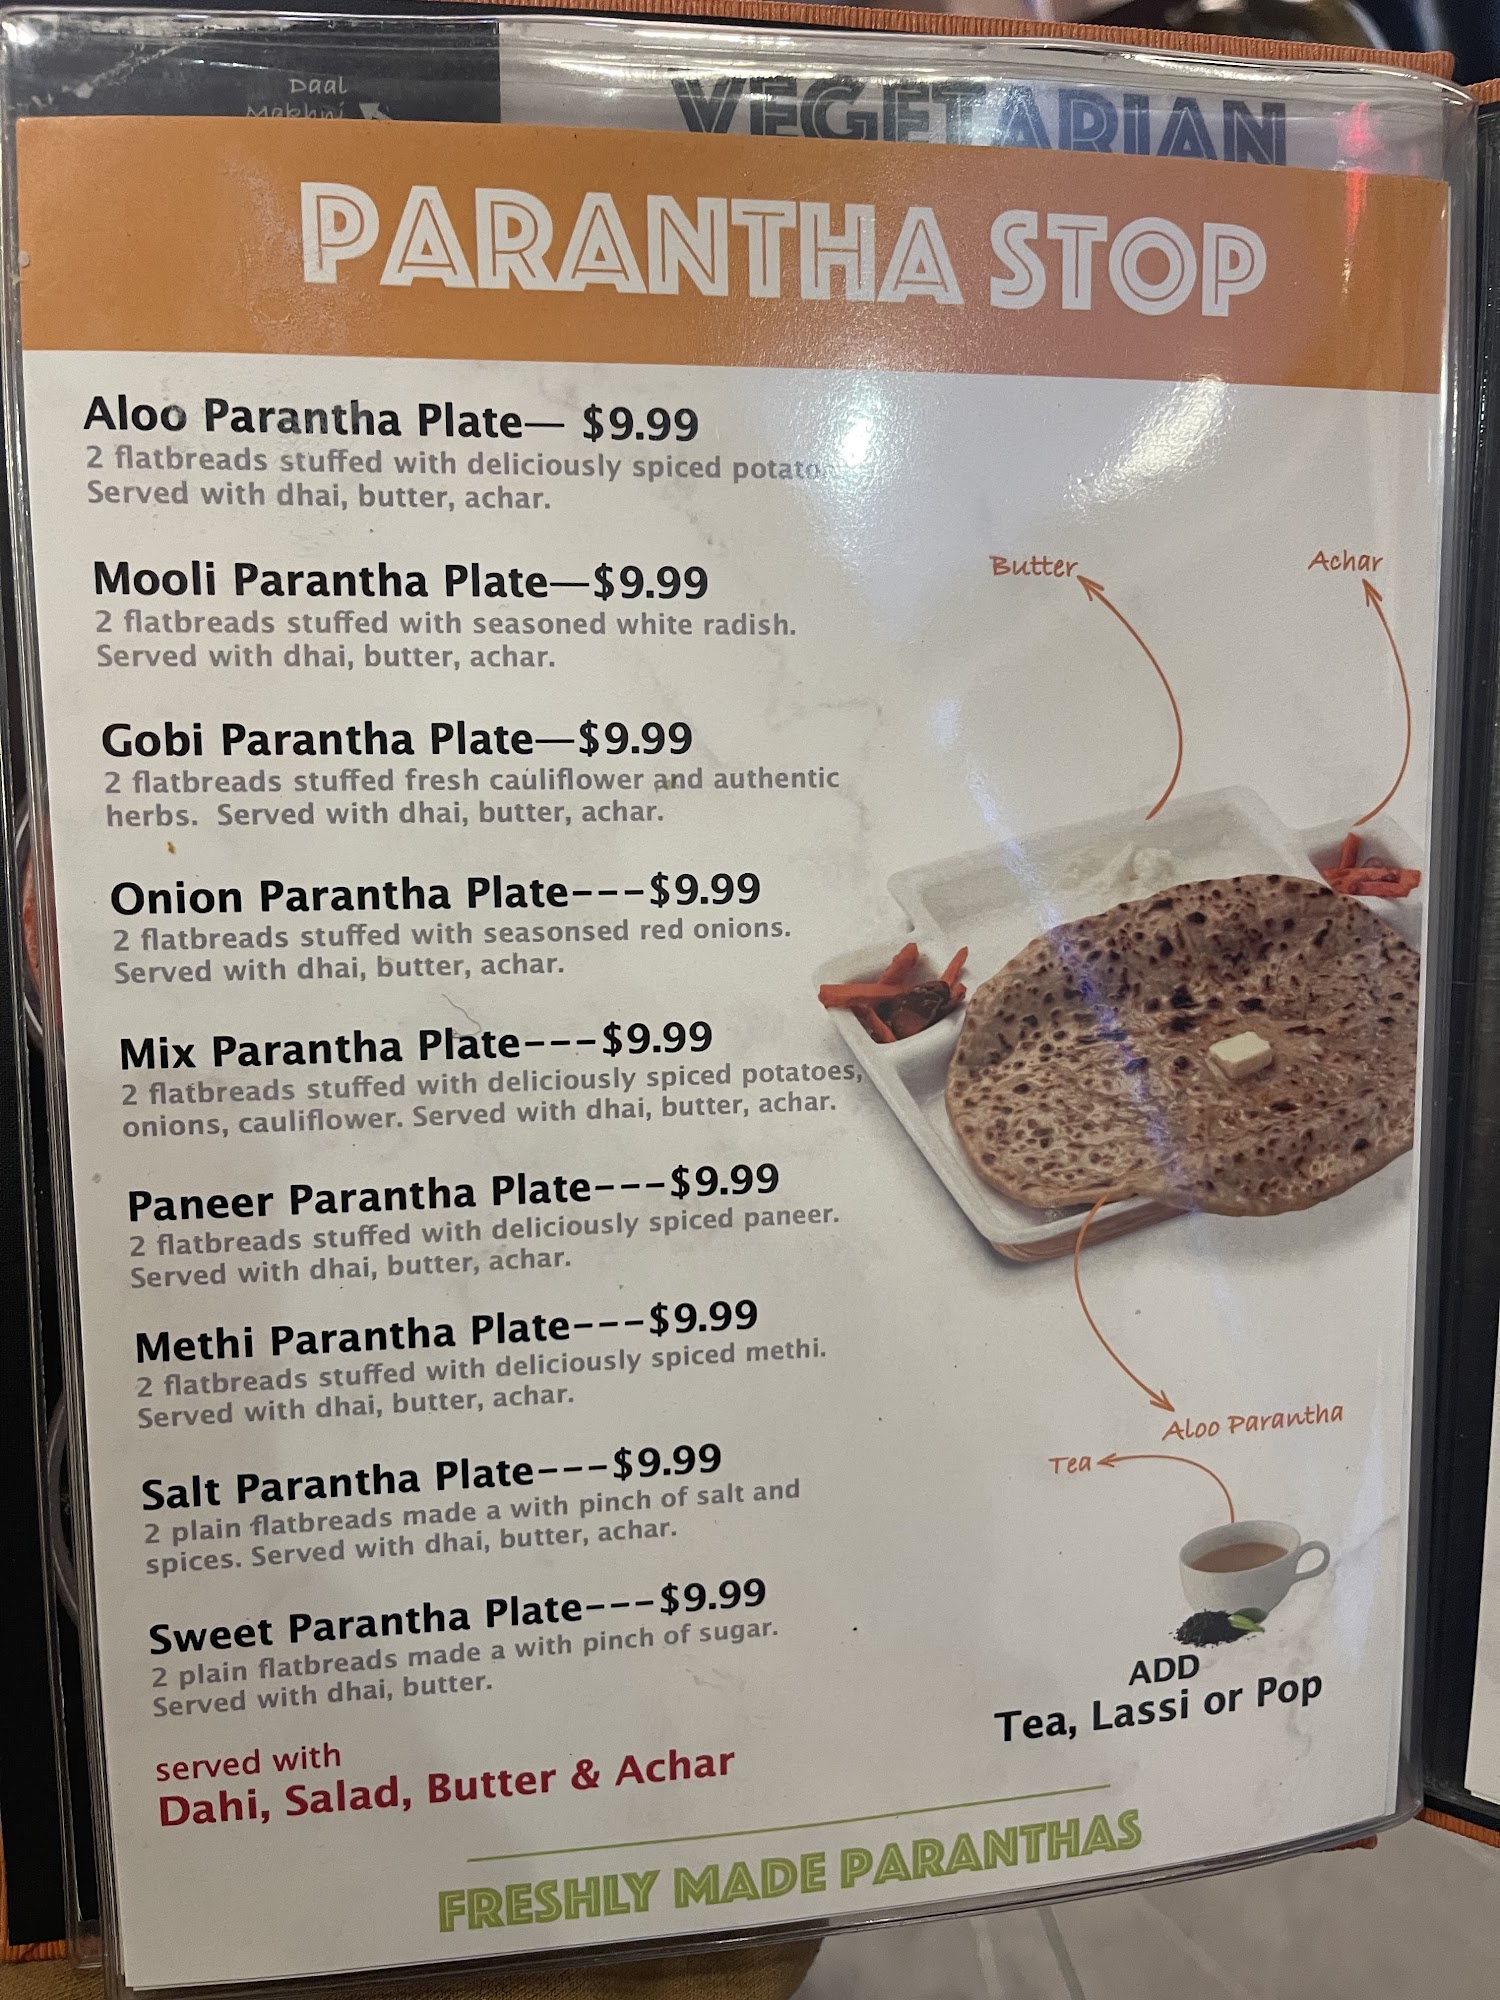 Daal
Makhni
VEGETARIAN
PARANTHA STOP
Aloo Parantha Plate— $9.99
2 flatbreads stuffed with deliciously spiced
Served with dhai, butter, achar.
Mooli Parantha Plate—$9.99
2 flatbreads stuffed with seasoned white radish.
Served with dhai, butter, achar.
Gobi Parantha Plate—$9.99
2 flatbreads stuffed fresh cauliflower and authentic
herbs.  Served with dhai, butter, achar.
Onion Parantha Plate---$9.99
2 flatbreads stuffed with seasonsed red onions.
Served with dhai, butter, achar.
Mix Parantha Plate---$9.99
2 flatbreads stuffed with deliciously spiced potatoes,
onions, cauliflower. Served with dhai, butter, achar.
Paneer Parantha Plate---$9.99
2 flatbreads stuffed with deliciously spiced paneer.
Served with dhai, butter, achar.
Methi Parantha Plate---$9.99
2 flatbreads stuffed with deliciously spiced methi.
Served with dhai, butter, achar.
Salt Parantha Plate---$9.99
2 plain flatbreads made a with pinch of salt and
spices. Served with dhai, butter, achar.
Sweet Parantha Plate---$9.99
2 plain flatbreads made a with pinch of sugar.
Served with dhai, butter.
served with
Dahi, Salad, Butter & Achar
Butter
Achar
Aloo Parantha
Tea
ADD
Tea, Lassi or Pop
FRESHLY MADE PARANTHAS